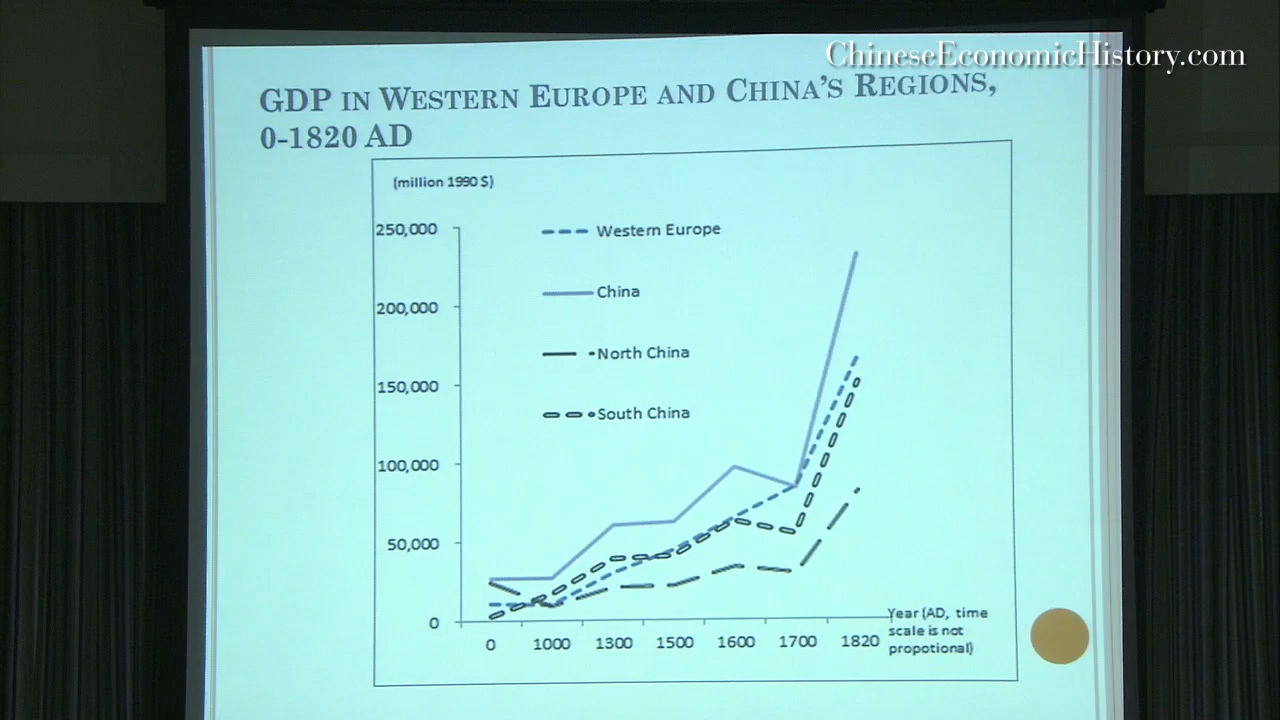 ChineseEconomicHistory.com
GDP IN WESTERN EUROPE AND CHINA'S REGIONS,
0-1820 AD
(million 1990 $)
250,000
200,000
150,000
100,000
50,000
0
Western Europe
China
North China
South China
0 1000 1300 1500 1600 1700 1820
Year (AD, time
scale is not
propotional)